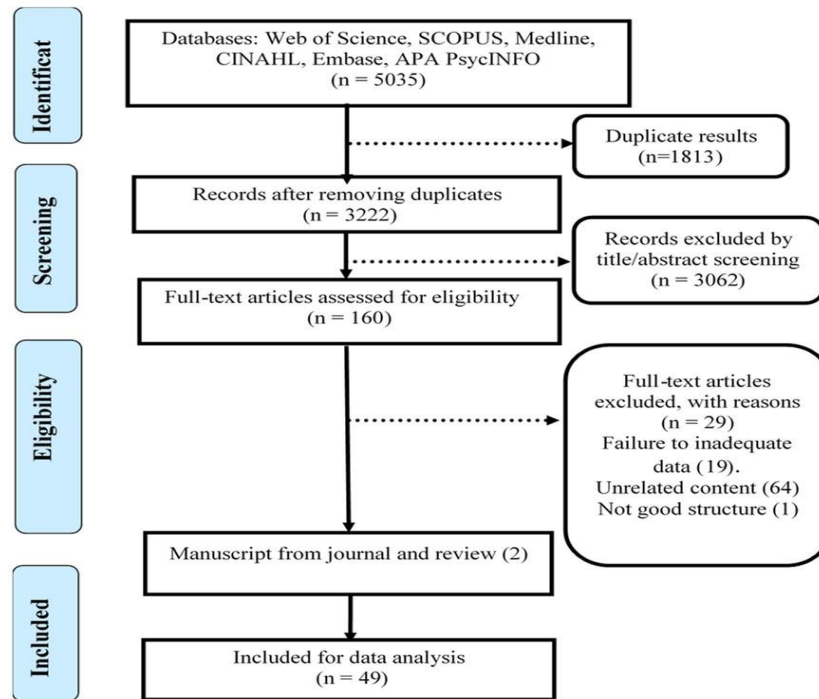 Identificat
Databases: Web of Science, SCOPUS, Medline,
CINAHL, Embase, APA PsycINFO
(n = 5035)
Duplicate results
(n=1813)
Screening
Records after removing duplicates
(n = 3222)
Records excluded by
title/abstract screening
(n = 3062)
Full-text articles assessed for eligibility
(n = 160)
Eligibility
Full-text articles
excluded, with reasons
(n = 29)
Failure to inadequate
data (19).
Unrelated content (64)
Not good structure (1)
Manuscript from journal and review (2)
Included
Included for data analysis
(n = 49)